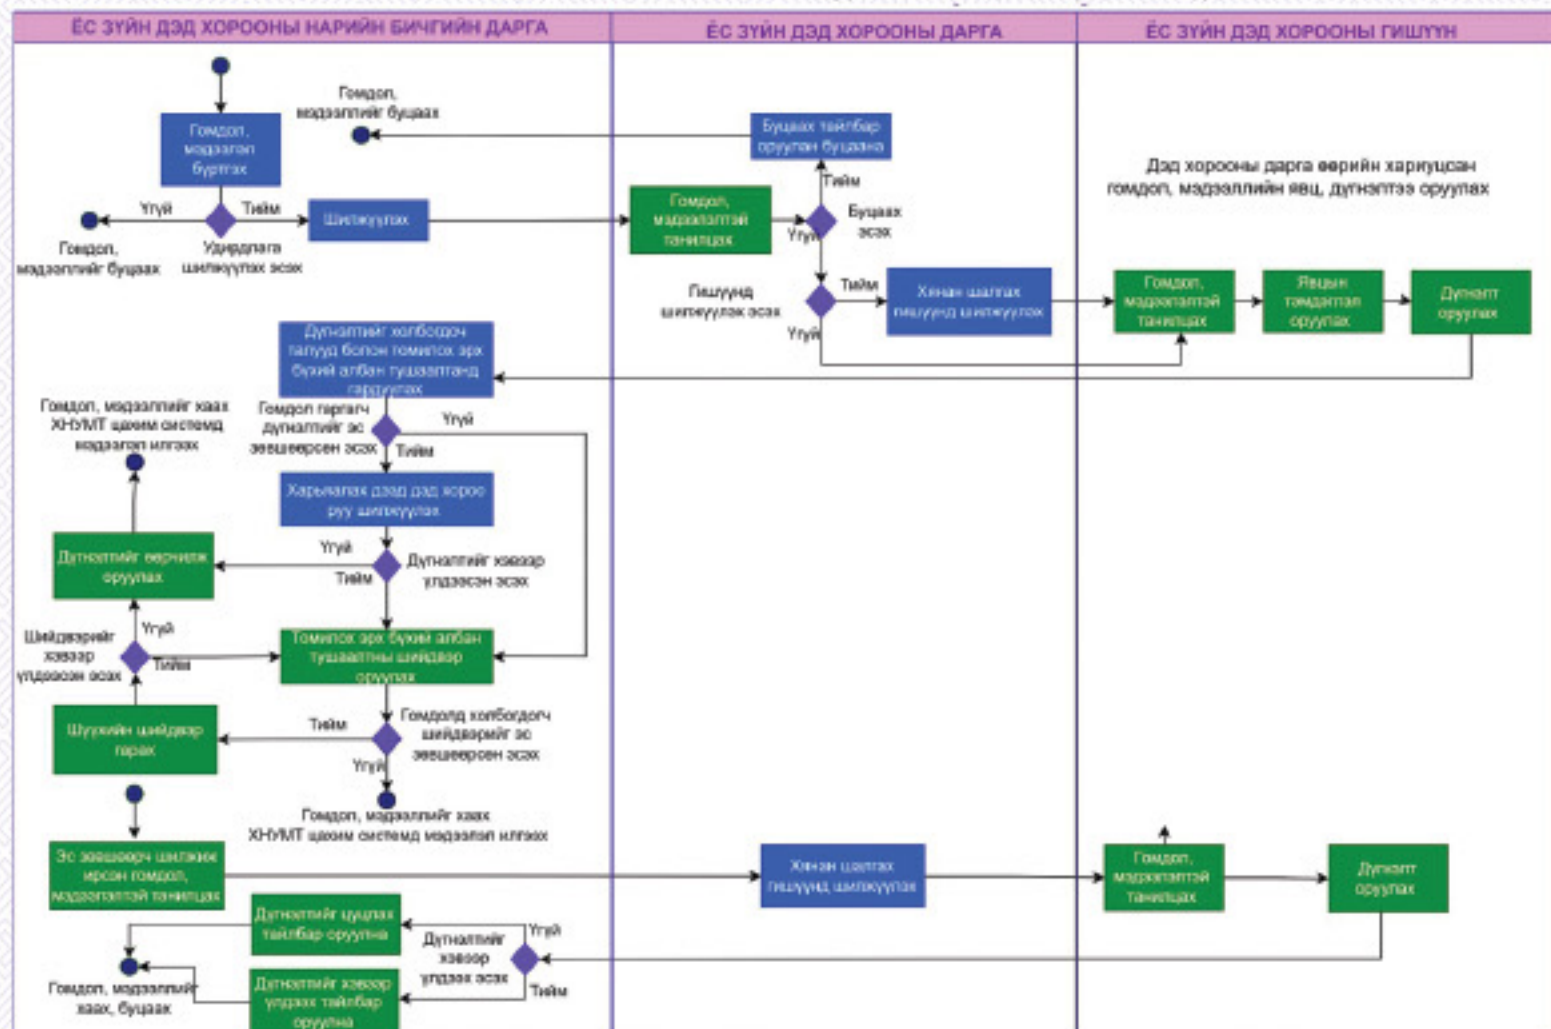 ЁС ЗҮЙН ДЭД ХОРООНЫ НАРИЙН БИЧГИЙН ДАРГА
ЁС ЗҮЙН ДЭД ХОРООНЫ ДАРГА
ЁС ЗҮЙН ДЭД ХОРООНЫ ГИШҮҮН
Гомдол,
мэдээллийг буцаах
Гомдол,
мэдээлэл
бүртгэх
Үгүй
Тийм
Шилжүүлэх
Гомдол,
мэдээллийг буцаах
Удирдлага
шилжүүлэх эсэх
Буцаах тайлбар
оруулан буцаана
Тийм
Гомдол,
мэдээлэлтэй
танилцах
Үгүй
Буцаах
эсэх
Гишүүнд
шилжүүлэх эсэх
Тийм
Үгүй
Хянан шалгах
гишүүнд шилжүүлэх
Дэд хорооны дарга өөрийн хариуцсан
гомдол, мэдээллийн явц, дүгнэлтээ оруулах
Гомдол,
мэдээлэлтэй
танилцах
Явцын
тэмдэглэл
оруулах
Дүгнэлт
оруулах
Дүгнэлтийг холбогдох
талууд болон томилох эрх
бүхий албан тушаалтанд
гардуулах
Гомдол, мэдээллийг хаах
ХНУМТ цахим системд
мэдээлэл илгээх
Гомдол гаргагч
дүгнэлтийг эс
зөвшөөрсөн эсэх
Үгүй
Тийм
Харьяалах дээд дэд хороо
руу шилжүүлэх
Дүгнэлтийг өөрчилж
оруулах
Үгүй
Тийм
Дүгнэлтийг хэвээр
үлдээсэн эсэх
Шийдвэрийг
хэвээр
үлдээсэн эсэх
Үгүй
Тийм
Томилох эрх бүхий албан
тушаалтны шийдвэр
оруулах
Шүүхийн шийдвэр
гарах
Тийм
Үгүй
Гомдолд холбогдогч
шийдвэрийг эс
зөвшөөрсөн эсэх
Гомдол, мэдээллийг хаах
ХНУМТ цахим системд мэдээлэл илгээх
Эс зөвшөөрч шилжиж
ирсэн гомдол,
мэдээлэлтэй танилцах
Хянан шалгах
гишүүнд шилжүүлэх
Гомдол,
мэдээлэлтэй
танилцах
Дүгнэлт
оруулах
Дүгнэлтийг цуцлах
тайлбар оруулна
Дүгнэлтийг
хэвээр
үлдээх эсэх
Үгүй
Тийм
Гомдол, мэдээллийг
хаах, буцаах
Дүгнэлтийг хэвээр
үлдээх тайлбар
оруулна